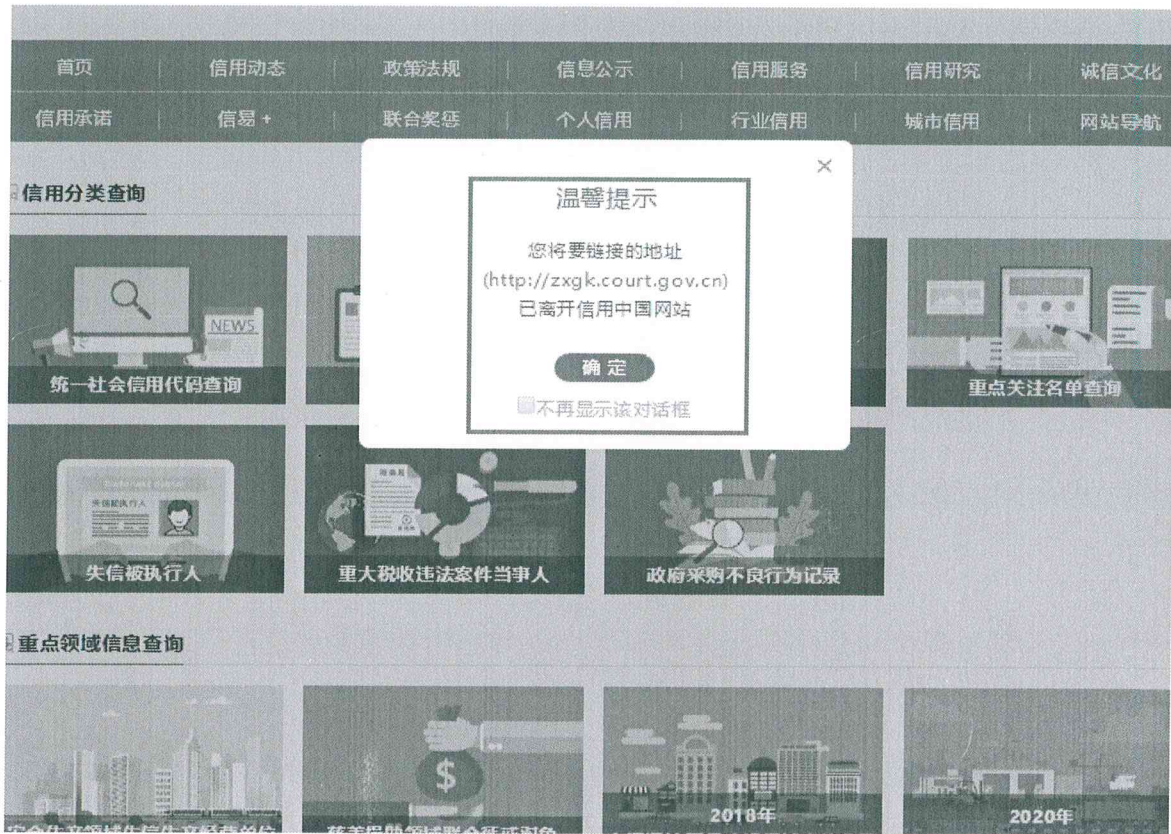 首页 信用动态 政策法规 信息公示 信用服务 信用研究 诚信文化
信用承诺 信易 + 联合奖惩 个人信用 行业信用 城市信用 网站导航
信用分类查询
×
温馨提示
您将要链接的地址
(http://zxgk.court.gov.cn)
已离开信用中国网站
确 定
不再显示该对话框
NEWS
统一社会信用代码查询
重点关注名单查询
失信被执行人
失信被执行人
重大税收违法案件当事人
政府采购不良行为记录
重点领域信息查询
$
2018年
2020年